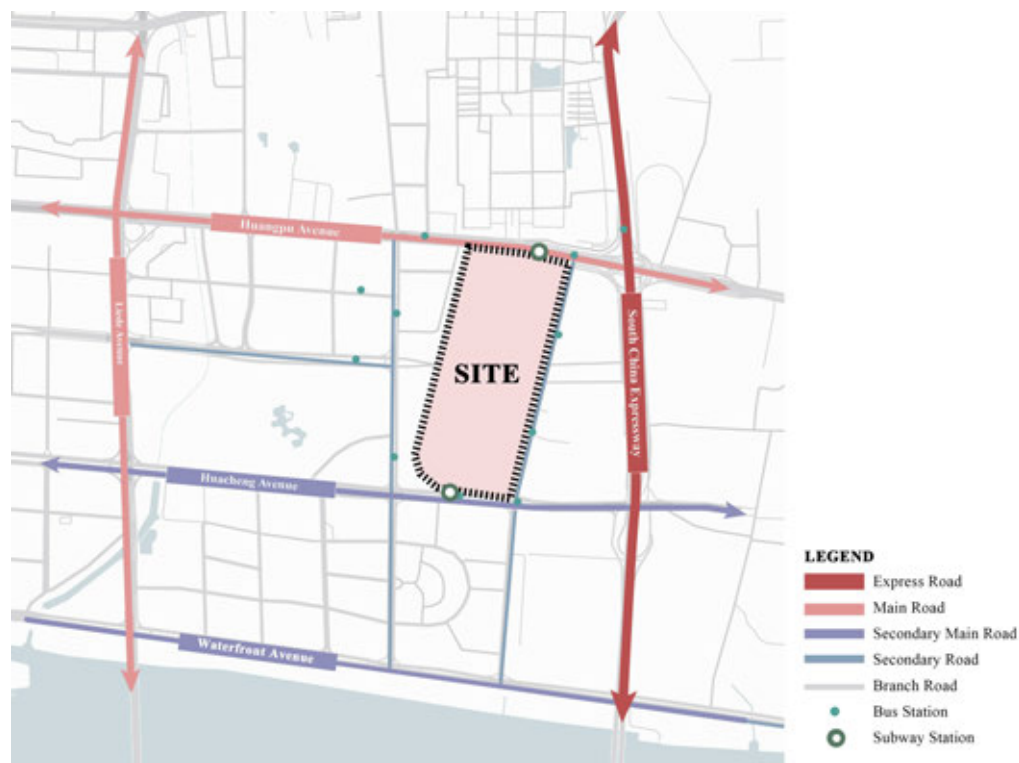 Huangpu Avenue
Liede Avenue
South China Expressway
SITE
Huacheng Avenue
Waterfront Avenue
LEGEND
Express Road
Main Road
Secondary Main Road
Secondary Road
Branch Road
Bus Station
Subway Station